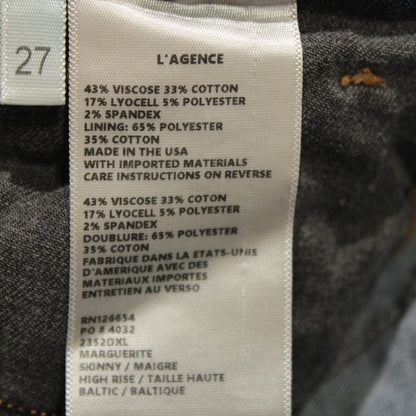 27
L'AGENCE
43% VISCOSE 33% COTTON
17% LYOCELL 5% POLYESTER
2% SPANDEX
LINING: 65% POLYESTER
35% COTTON
MADE IN THE USA
WITH IMPORTED MATERIALS
CARE INSTRUCTIONS ON REVERSE
43% VISCOSE 33% COTON
17% LYOCELL 5% POLYESTER
2% SPANDEX
DOUBLURE: 65% POLYESTER
35% COTON
FABRIQUE DANS LA ETATS-UNIS
D'AMERIQUE AVEC DES
MATERIAUX IMPORTES
ENTRETIEN AU VERSO
RN126654
PO # 4032
2352DXL
MARGUERITE
SKINNY / MAIGRE
HIGH RISE / TAILLE HAUTE
BALTIC / BALTIQUE